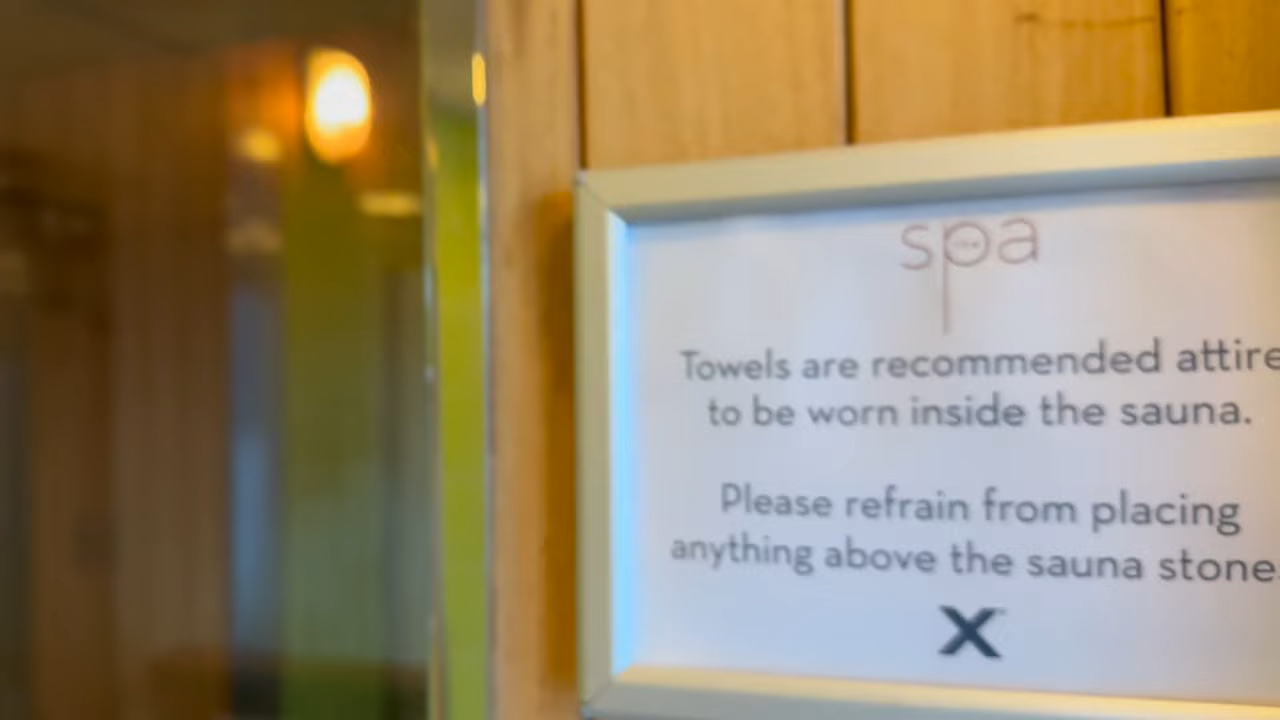 spa
Towels are recommended attire
to be worn inside the sauna.
Please refrain from placing
anything above the sauna stone
X